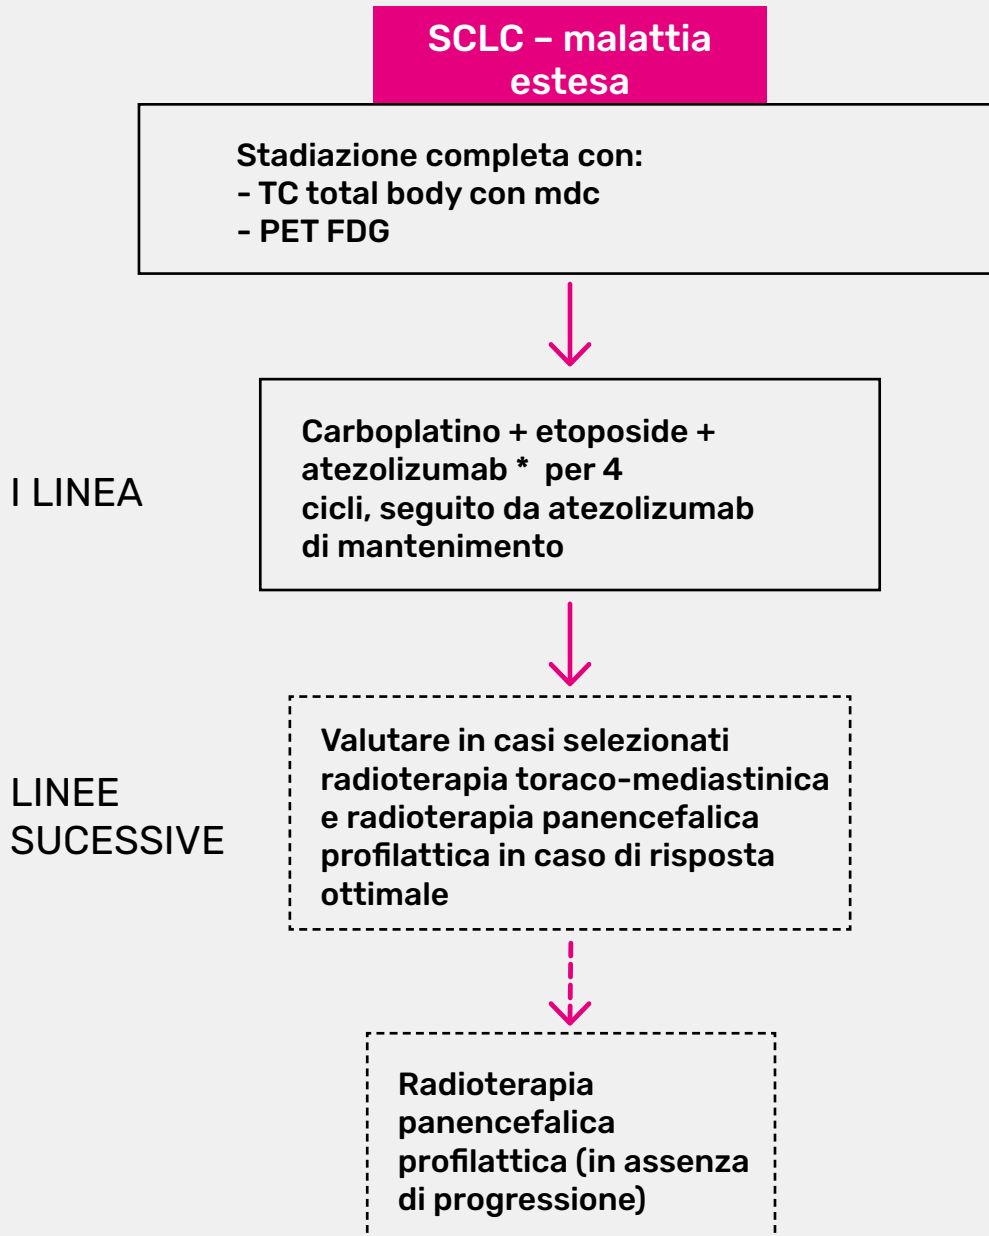 SCLC – malattia
estesa
Stadiazione completa con:
- TC total body con mdc
- PET FDG
I LINEA
Carboplatino + etoposide +
atezolizumab *  per 4
cicli, seguito da atezolizumab
di mantenimento
LINEE
SUCESSIVE
Valutare in casi selezionati
radioterapia toraco-mediastinica
e radioterapia panencefalica
profilattica in caso di risposta
ottimale
Radioterapia
panencefalica
profilattica (in assenza
di progressione)